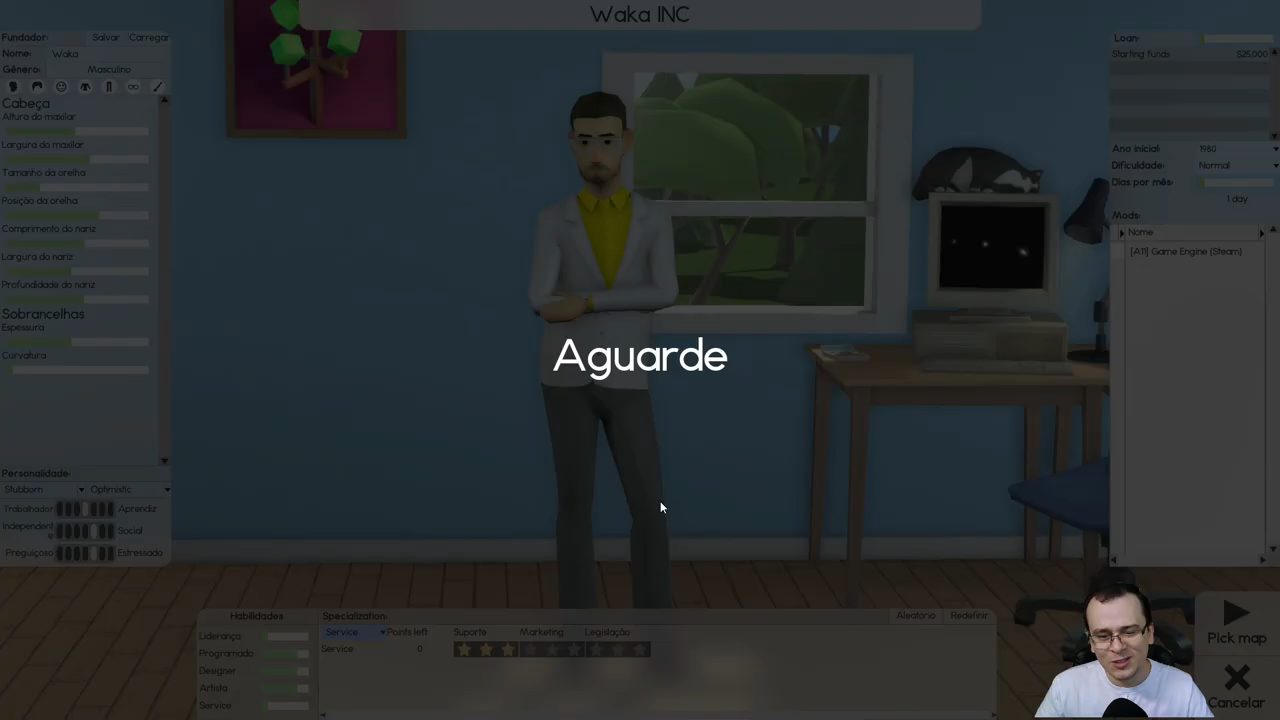 Waka INC
Fundador: Salvar Carregar
Nome: Waka
Gênero: Masculino
Cabeça
Altura do maxilar
Largura do maxilar
Tamanho da orelha
Posição da orelha
Comprimento do nariz
Largura do nariz
Profundidade do nariz
Sobrancelhas
Espessura
Curvatura
Personalidade:
Stubborn Optimistic
Trabalhador Aprendiz
Independente Social
Preguiçoso Estressado
Aguarde
Loan:
Starting funds $25,000
Ano inicial: 1980
Dificuldade: Normal
Dias por mês:
1 day
Mods:
Nome
[A11] Game Engine (Steam)
Habilidades
Liderança
Programado
Designer
Artista
Service
Specialization: Aleatório Redefinir
Service Points left Suporte Marketing Legislação
Service 0
Pick map
Cancelar